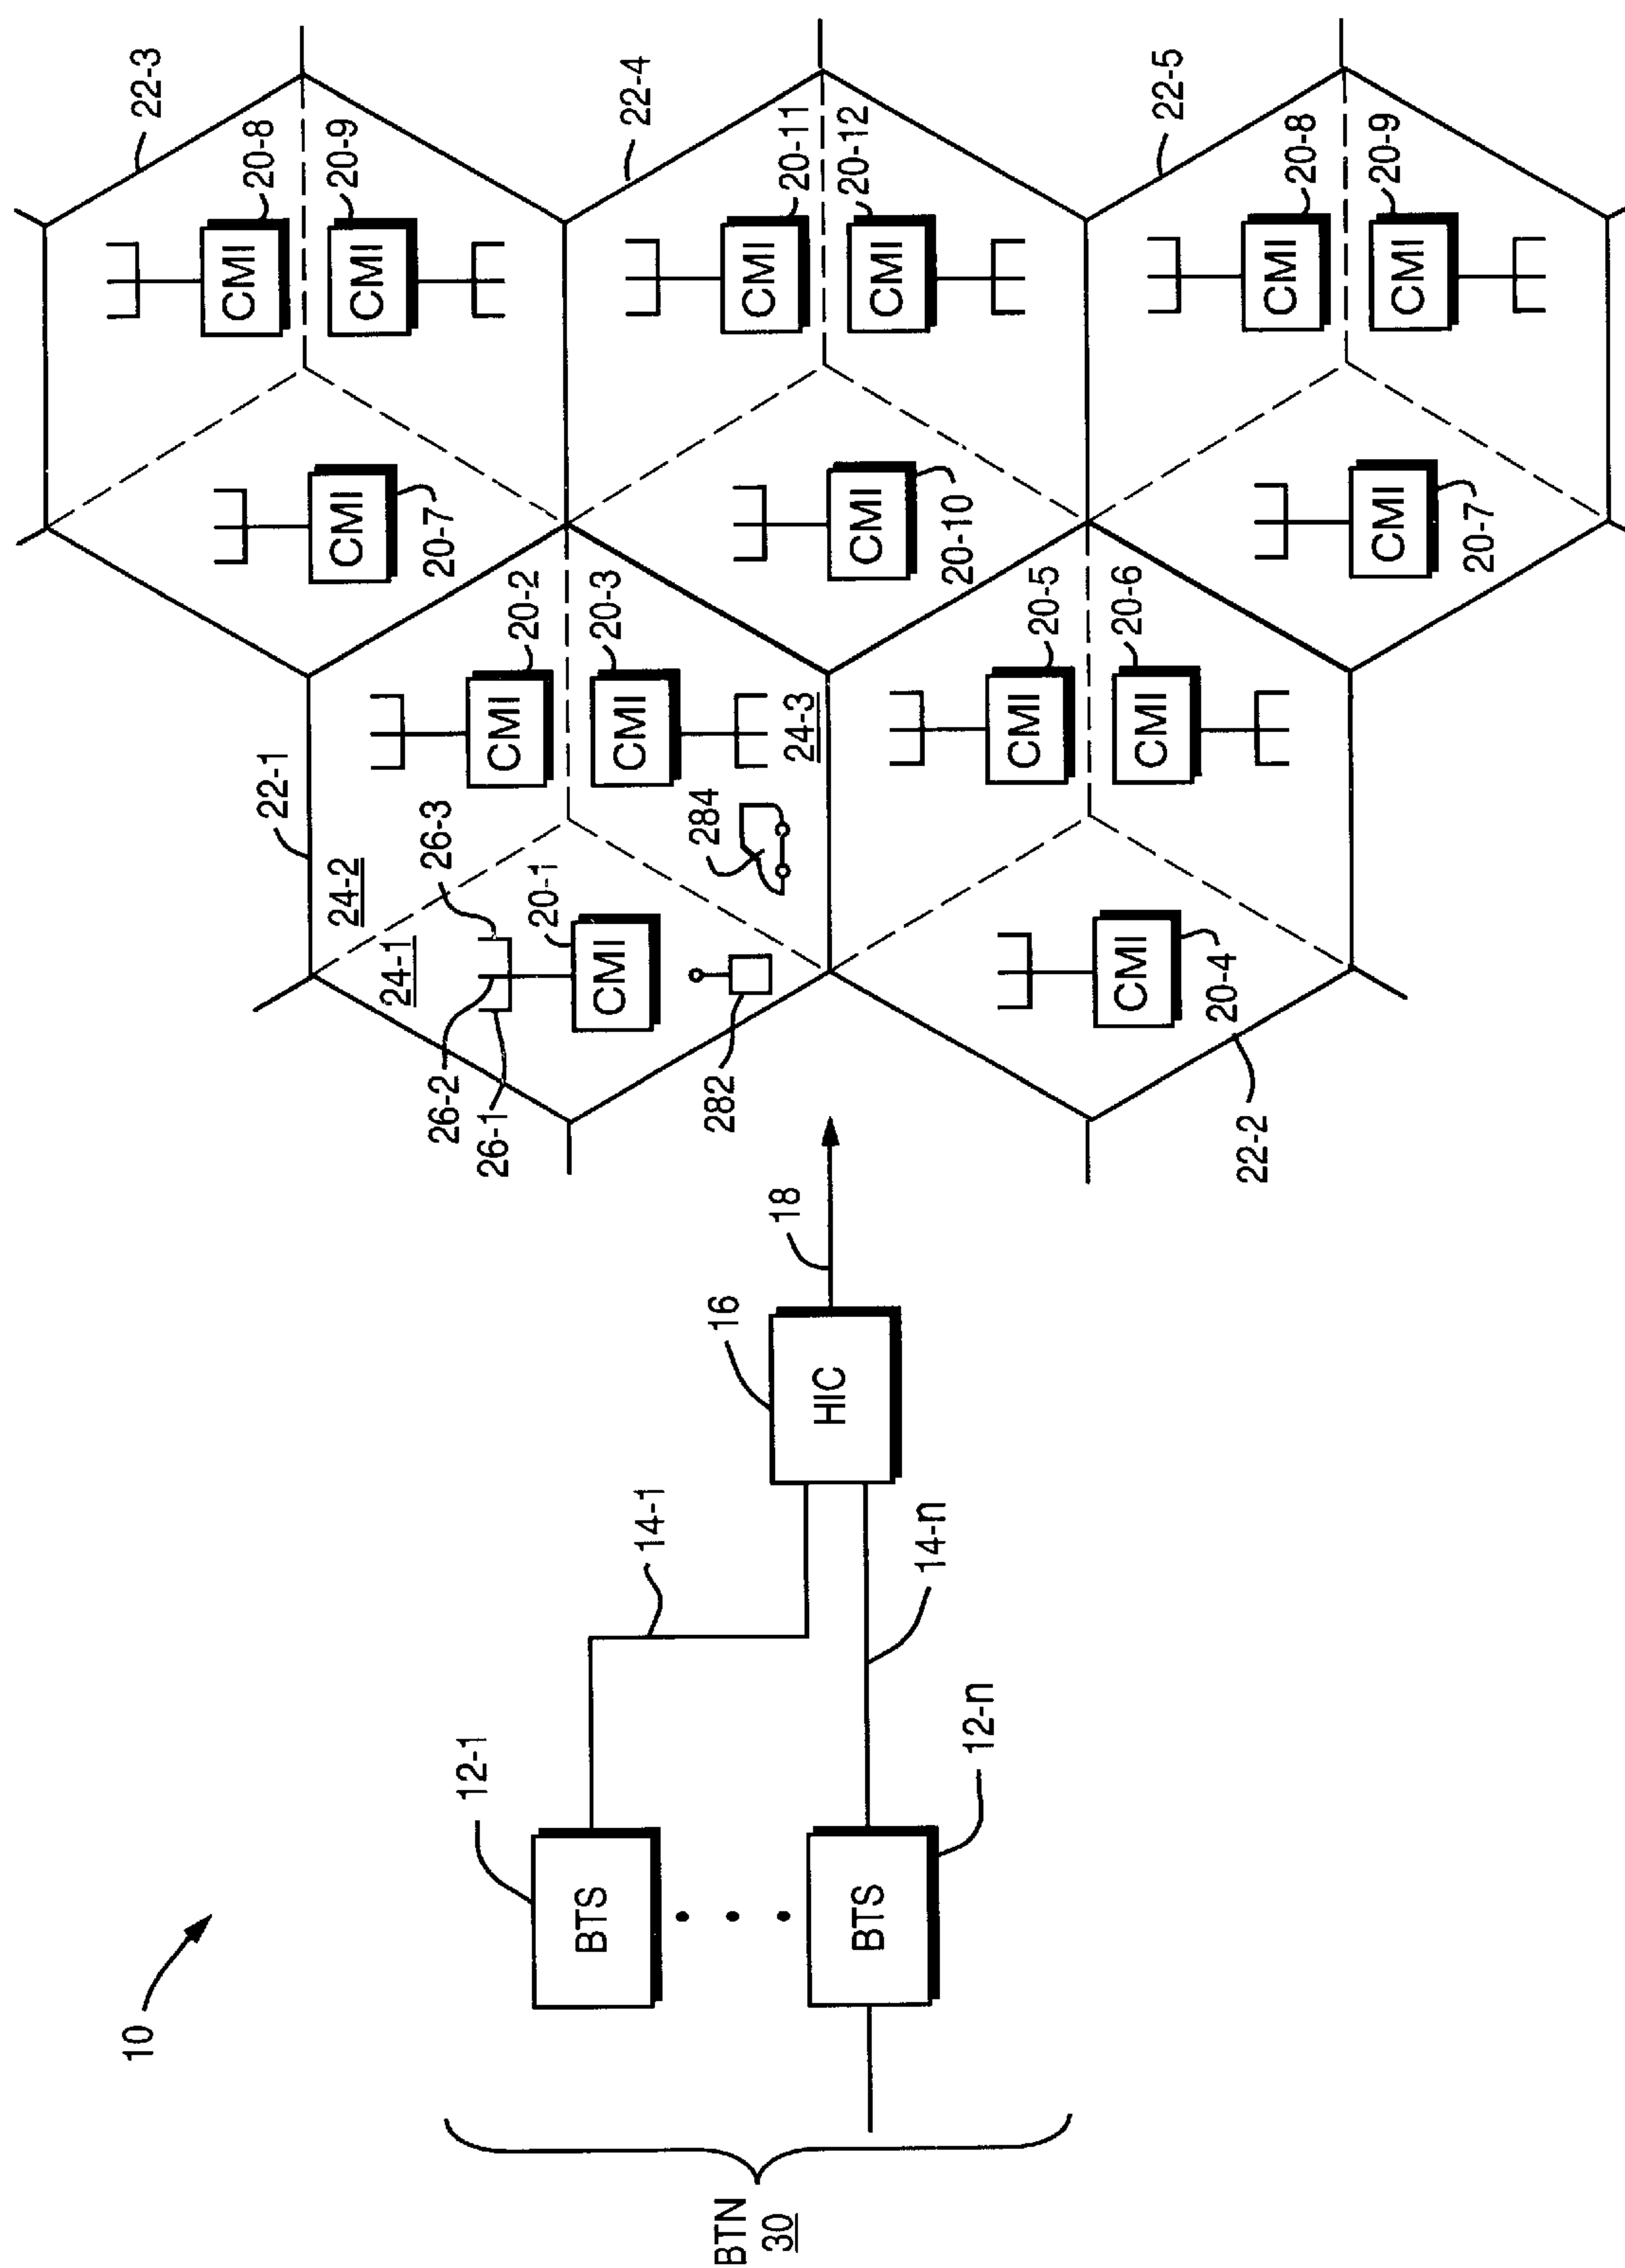 10
BTN
30
BTS
12-1
BTS
12-n
14-1
14-n
HIC
16
18
22-1
24-1
24-2
24-3
26-1
26-2
26-3
CMI
20-1
CMI
20-2
CMI
20-3
282
284
22-2
CMI
20-4
CMI
20-5
CMI
20-6
22-3
CMI
20-7
CMI
20-8
CMI
20-9
22-4
CMI
20-10
CMI
20-11
CMI
20-12
22-5
CMI
20-7
CMI
20-8
CMI
20-9